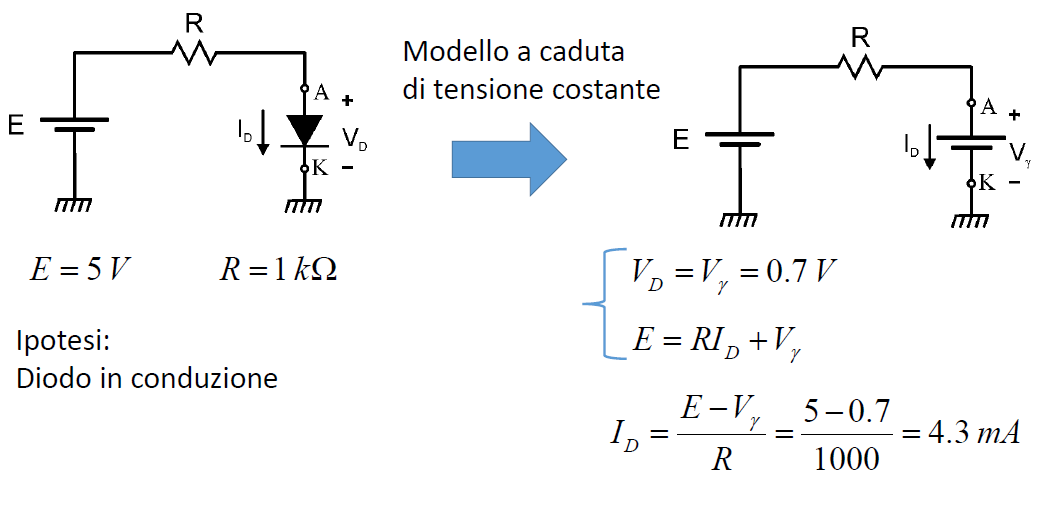 R
E
I_D
A
+
V_D
K
−
Modello a caduta
di tensione costante
R
E
I_D
A
+
V_γ
K
−
E = 5 V
R = 1 kΩ
Ipotesi:
Diodo in conduzione
V_D = V_γ = 0.7 V
E = RI_D + V_γ
I_D = (E − V_γ)/R = (5 − 0.7)/1000 = 4.3 mA